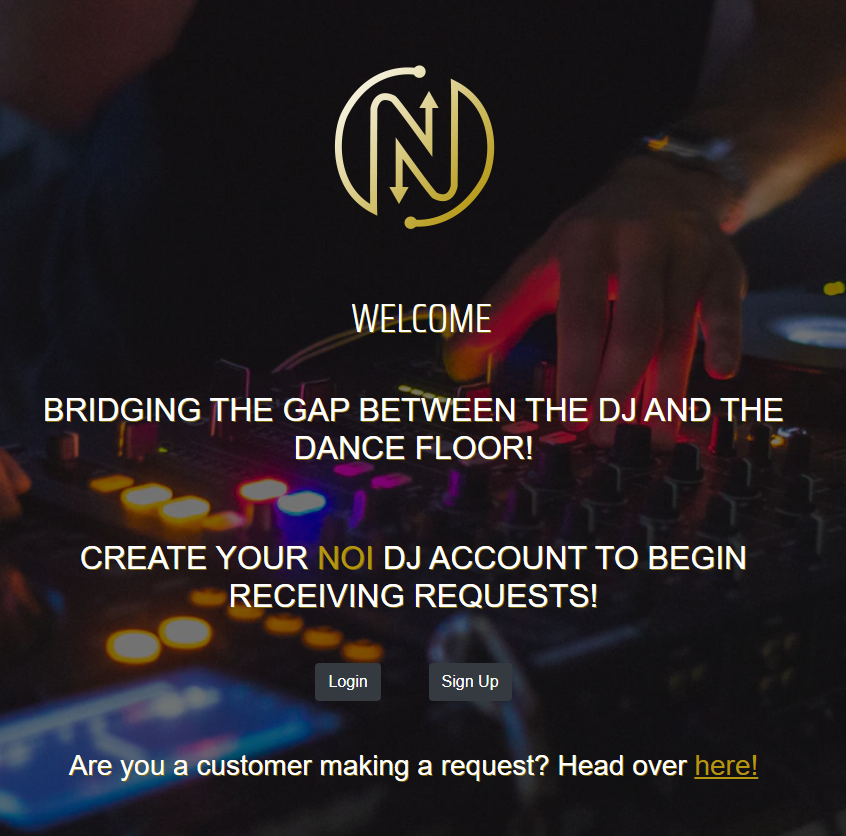 WELCOME
BRIDGING THE GAP BETWEEN THE DJ AND THE
DANCE FLOOR!
CREATE YOUR NOI DJ ACCOUNT TO BEGIN
RECEIVING REQUESTS!
Login Sign Up
Are you a customer making a request? Head over here!